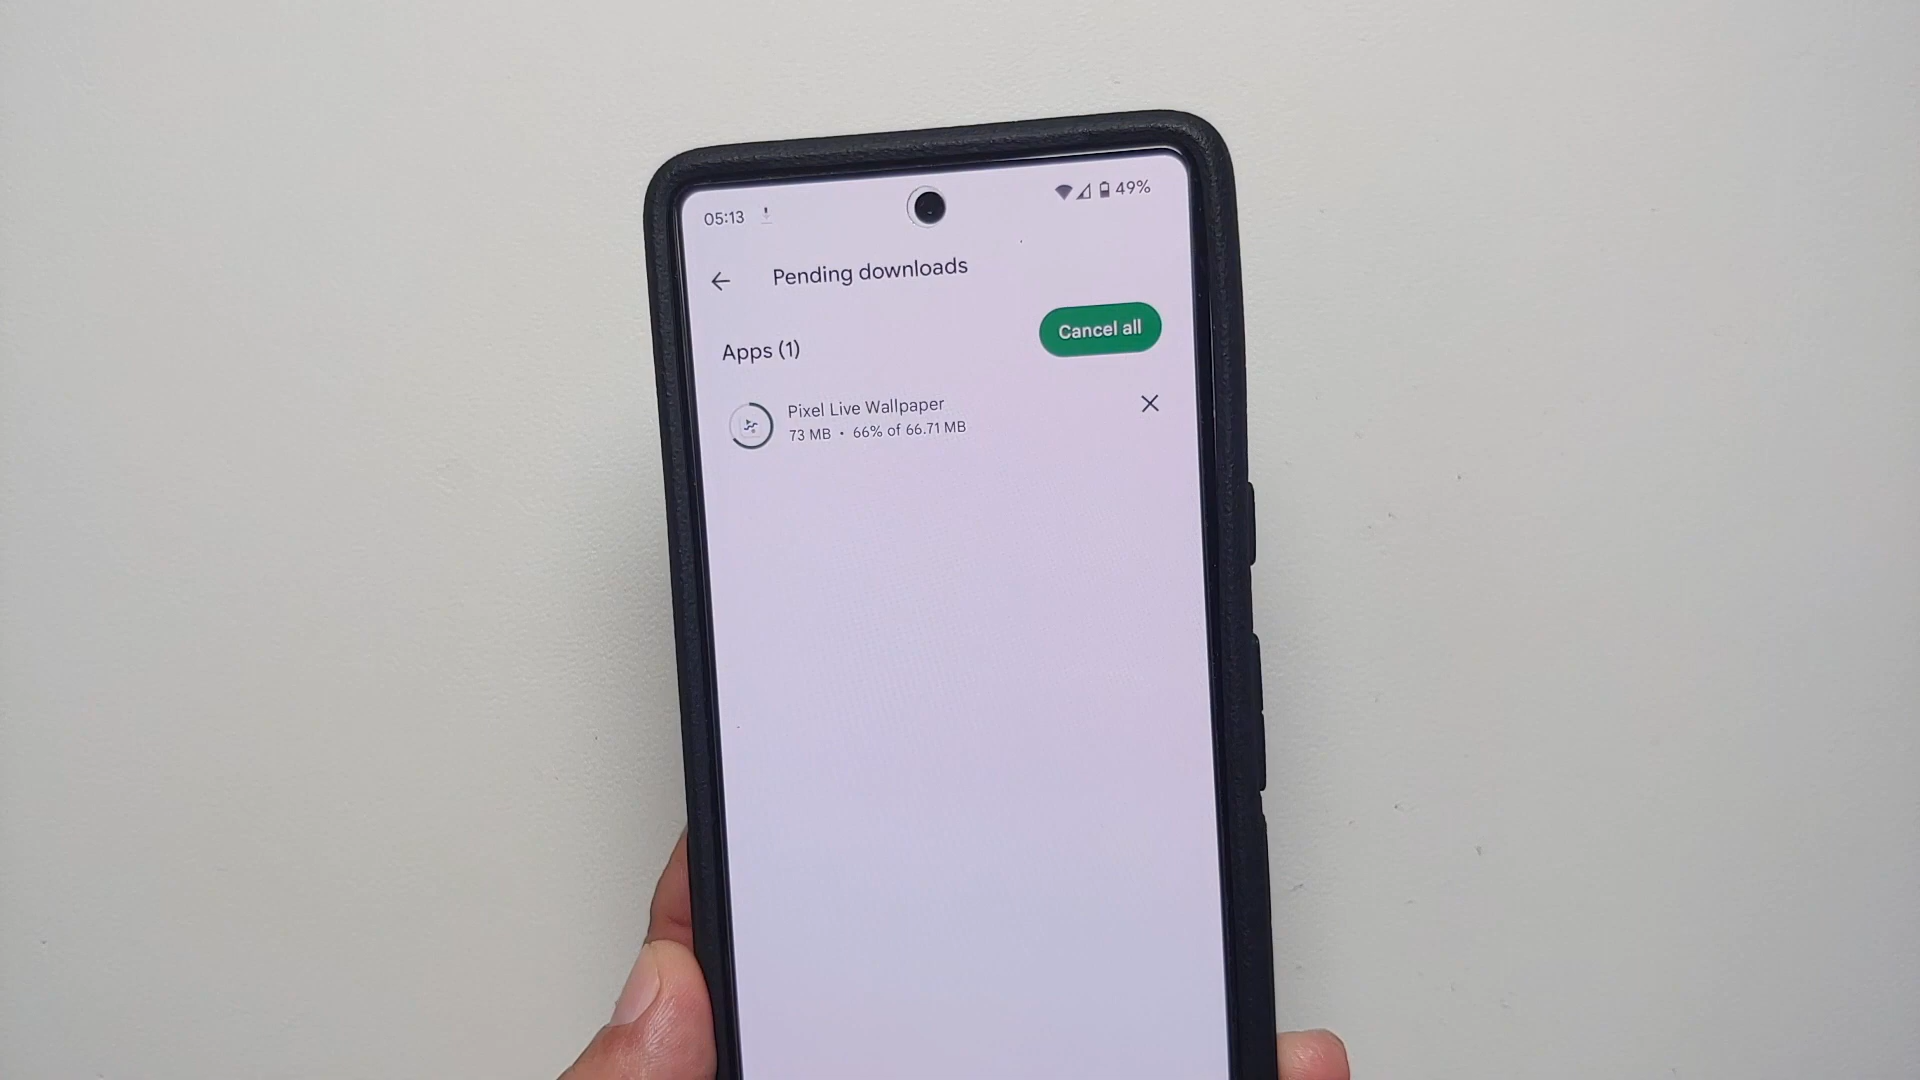 05:13
49%
Pending downloads
Cancel all
Apps (1)
Pixel Live Wallpaper
73 MB • 66% of 66.71 MB